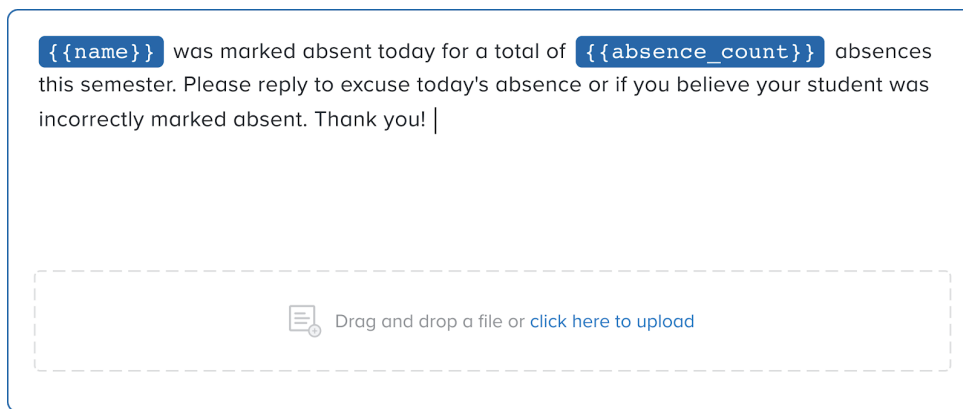 {{name}} was marked absent today for a total of {{absence_count}} absences
this semester. Please reply to excuse today's absence or if you believe your student was
incorrectly marked absent. Thank you!
Drag and drop a file or click here to upload